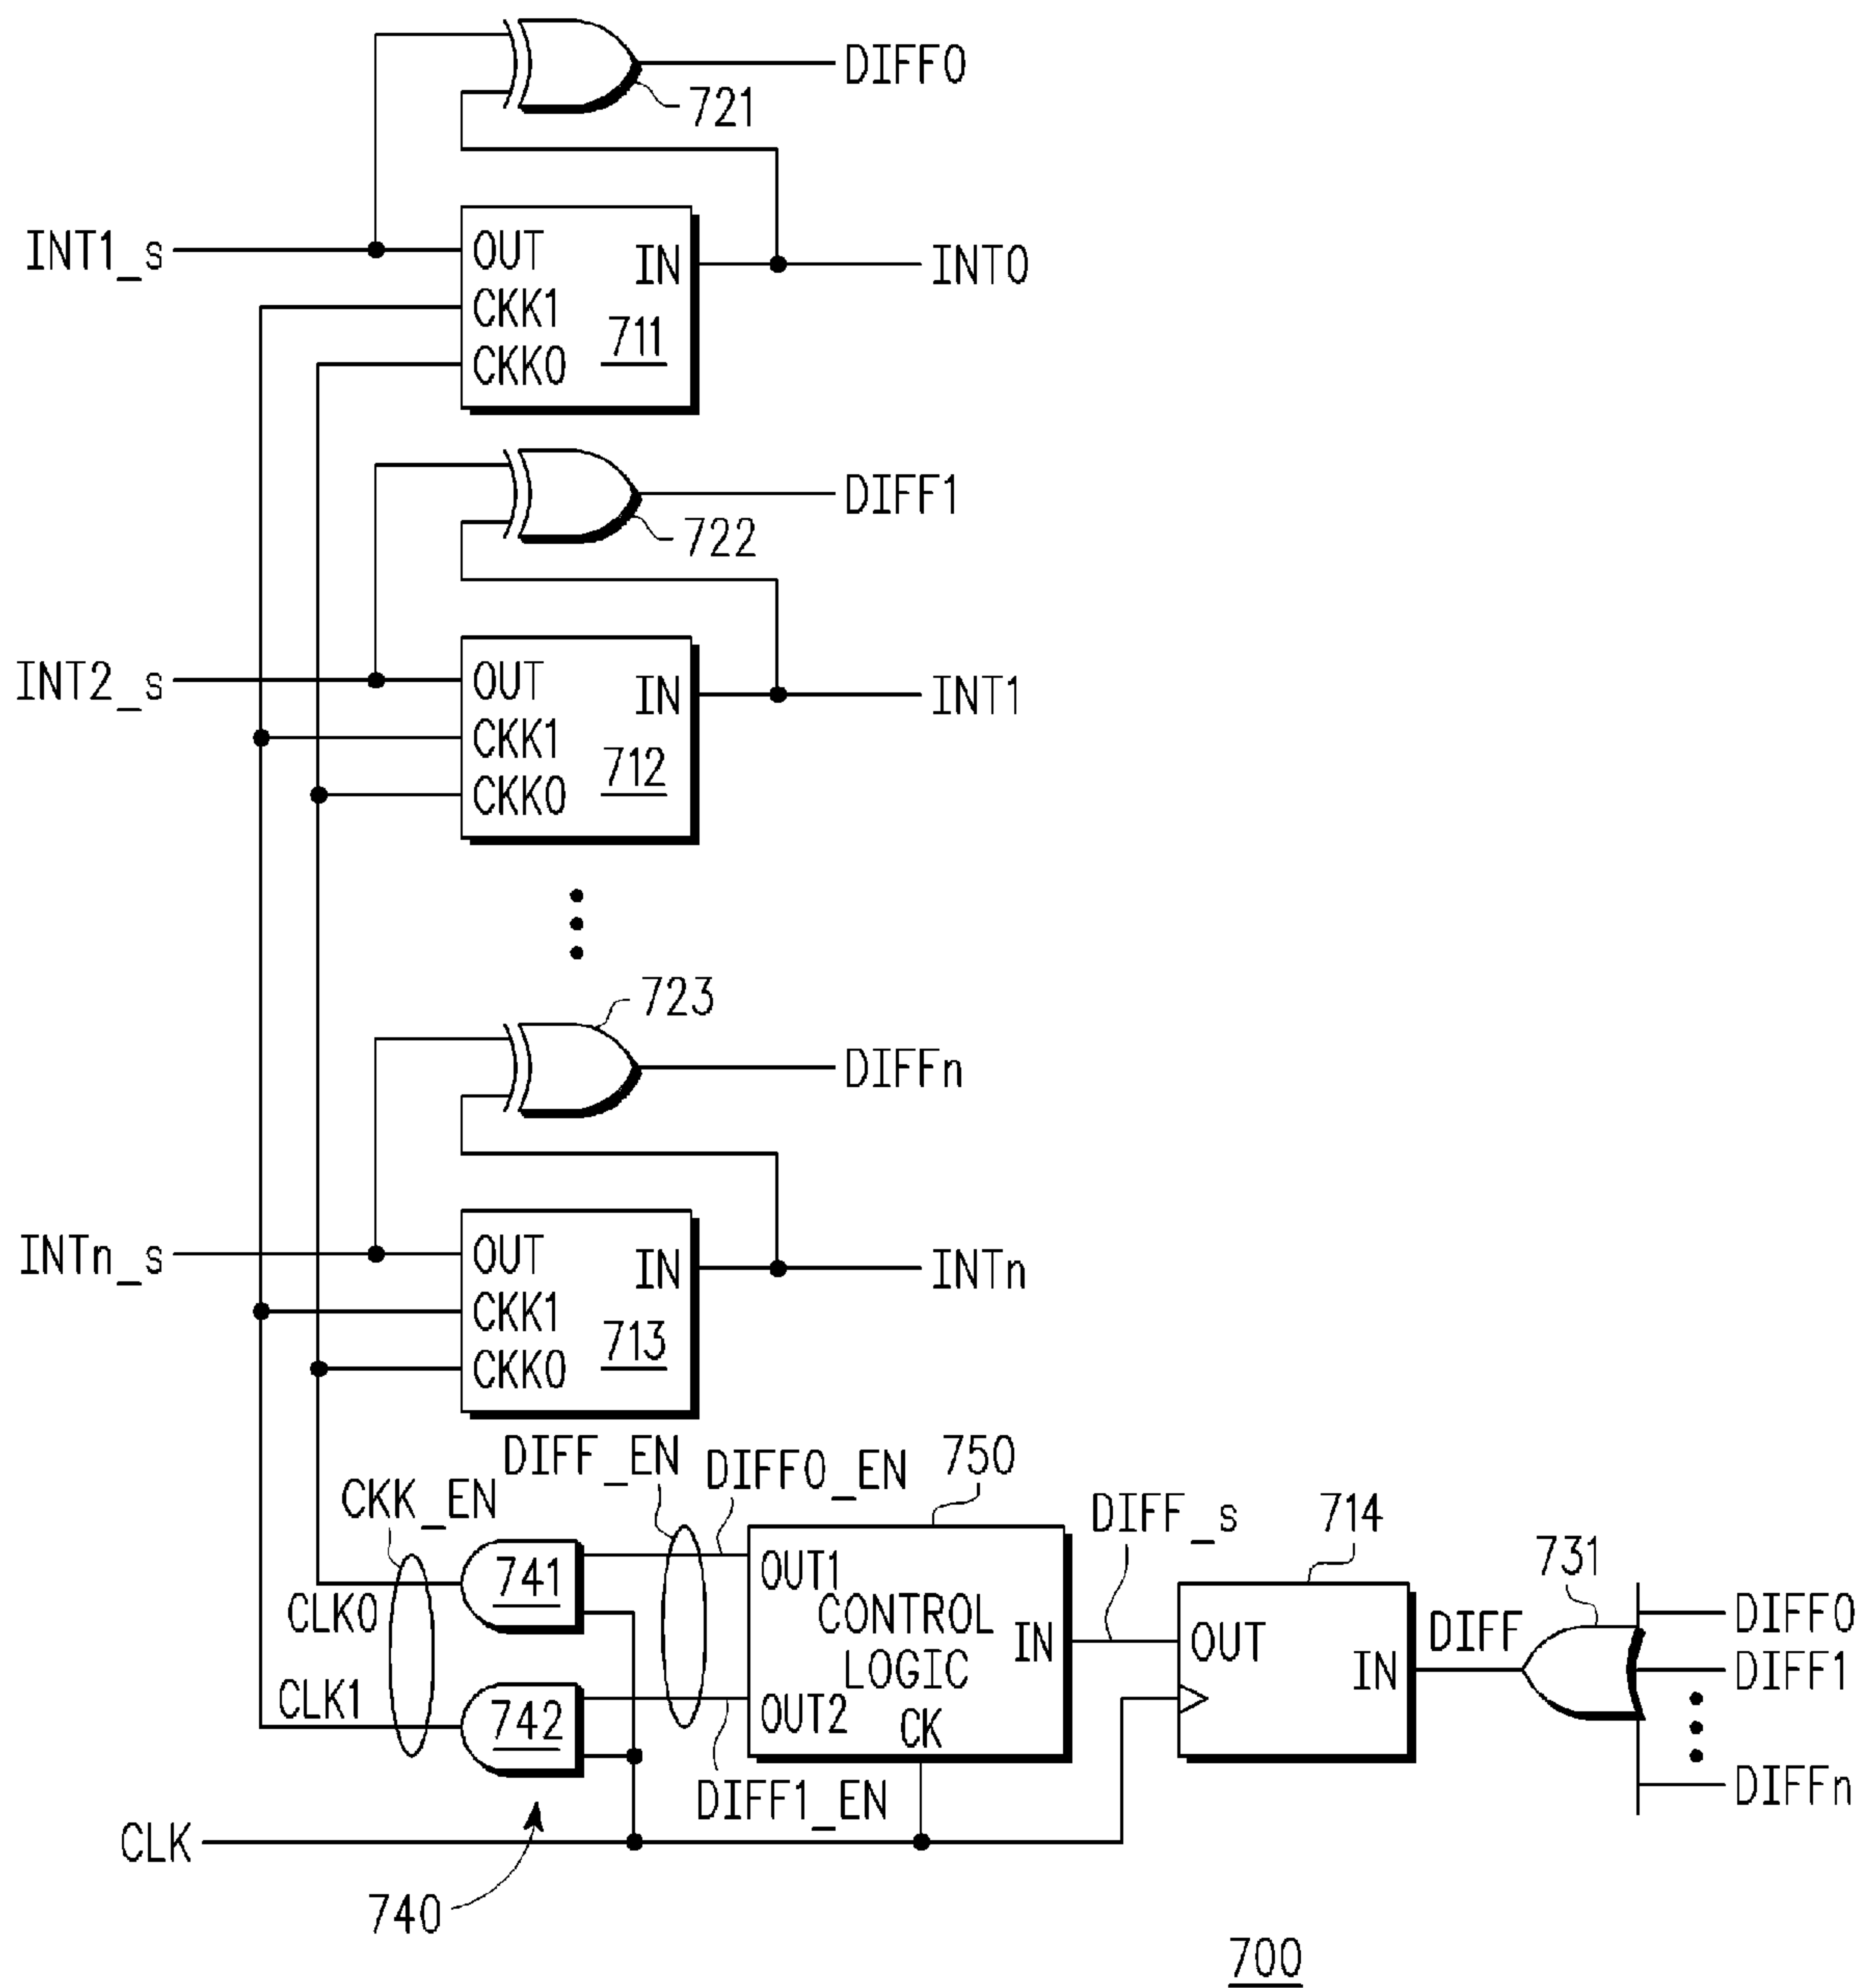 DIFF0
721
INT1_s
OUT
IN
INT0
CKK1
711
CKK0
DIFF1
722
INT2_s
OUT
IN
INT1
CKK1
712
CKK0
723
DIFFn
INTn_s
OUT
IN
INTn
CKK1
713
CKK0
DIFF_EN
DIFF0_EN
750
CKK_EN
DIFF_s
714
731
741
OUT1
CLK0
CONTROL
LOGIC
IN
OUT
DIFF
IN
DIFF0
DIFF1
DIFFn
CLK1
742
OUT2
CK
DIFF1_EN
CLK
740
700